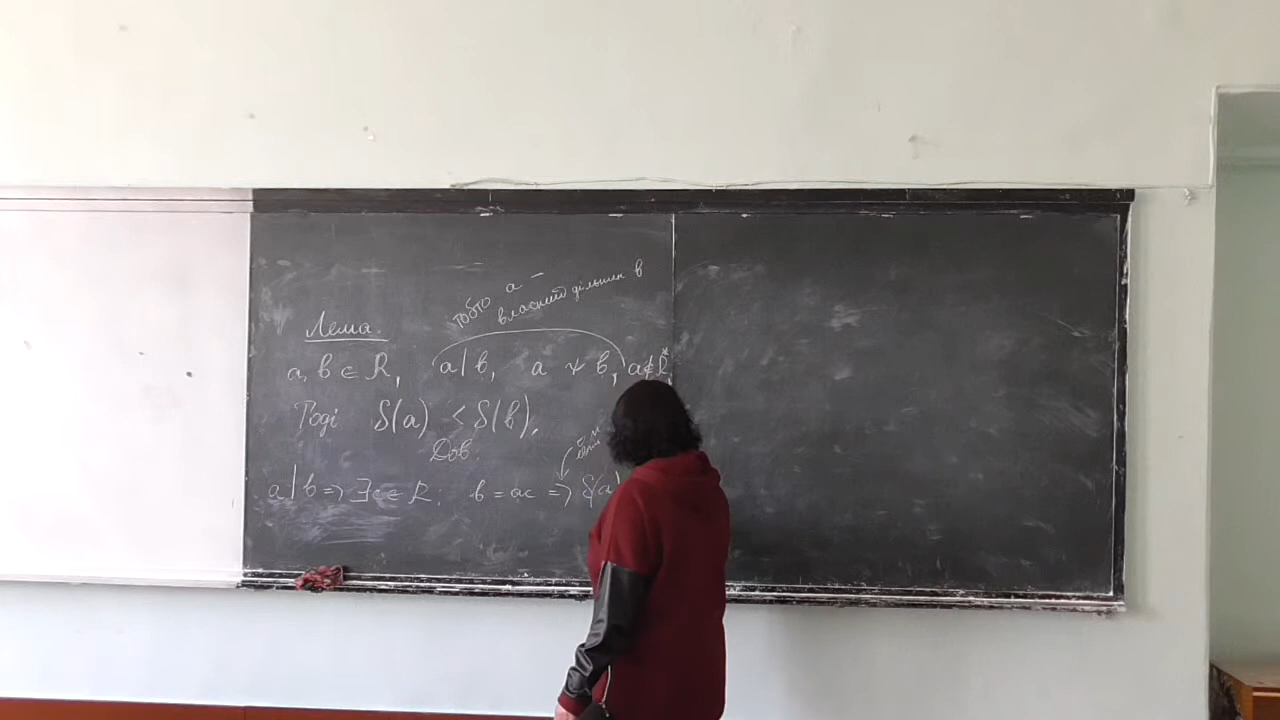 тобто a –
власний дільник b
Лема.
a, b ∈ R, a | b, a ≁ b, a ∉ R*
Тоді δ(a) < δ(b).
Дов.
a | b ⇒ ∃ c ∈ R: b = ac ⇒ δ(a)